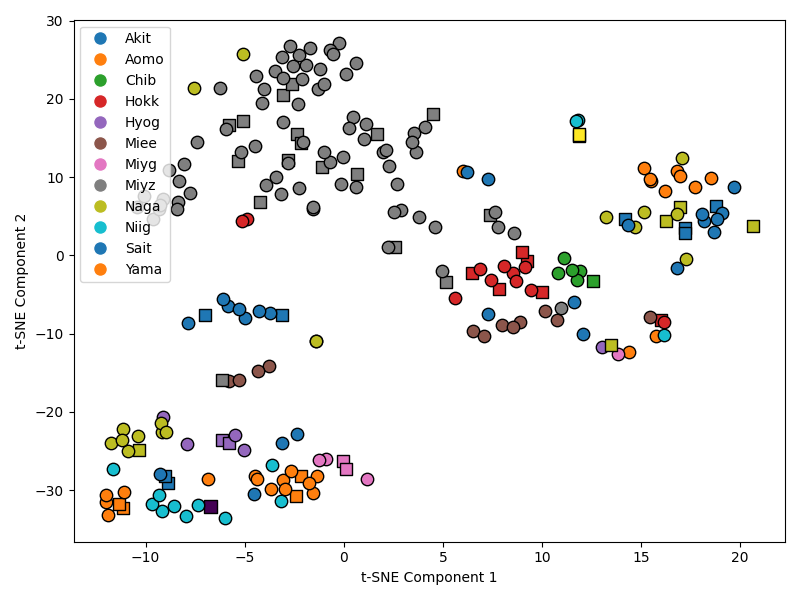 30
20
10
0
−10
−20
−30
−10
−5
0
5
10
15
20
t-SNE Component 2
t-SNE Component 1
Akit
Aomo
Chib
Hokk
Hyog
Miee
Miyg
Miyz
Naga
Niig
Sait
Yama